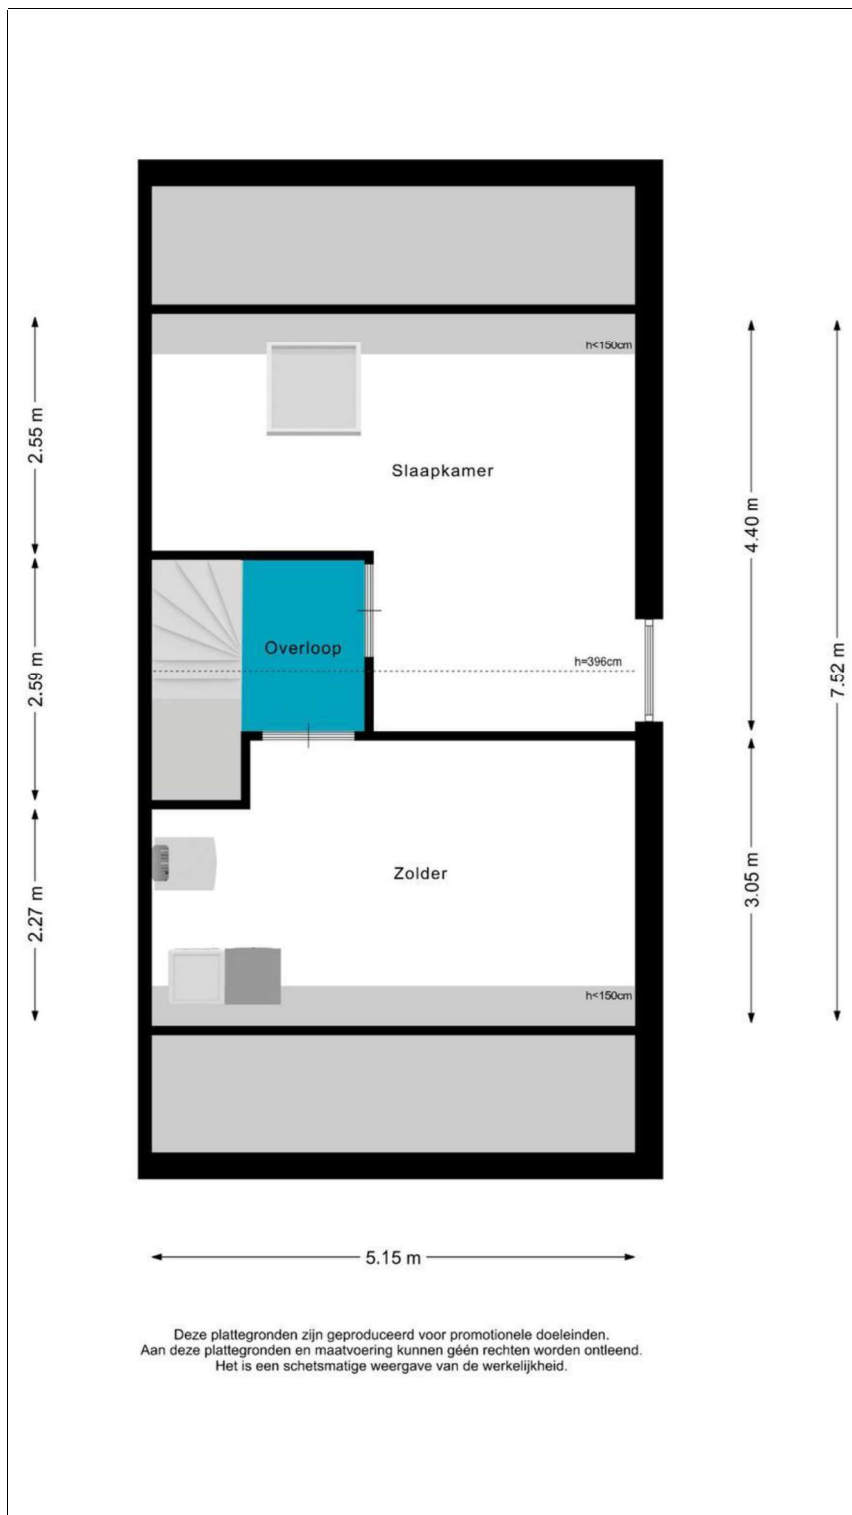 h<150cm
2.55 m
Slaapkamer
4.40 m
Overloop
h=396cm
2.59 m
7.52 m
Zolder
3.05 m
2.27 m
h<150cm
5.15 m
Deze plattegronden zijn geproduceerd voor promotionele doeleinden.
Aan deze plattegronden en maatvoering kunnen géén rechten worden ontleend.
Het is een schetsmatige weergave van de werkelijkheid.